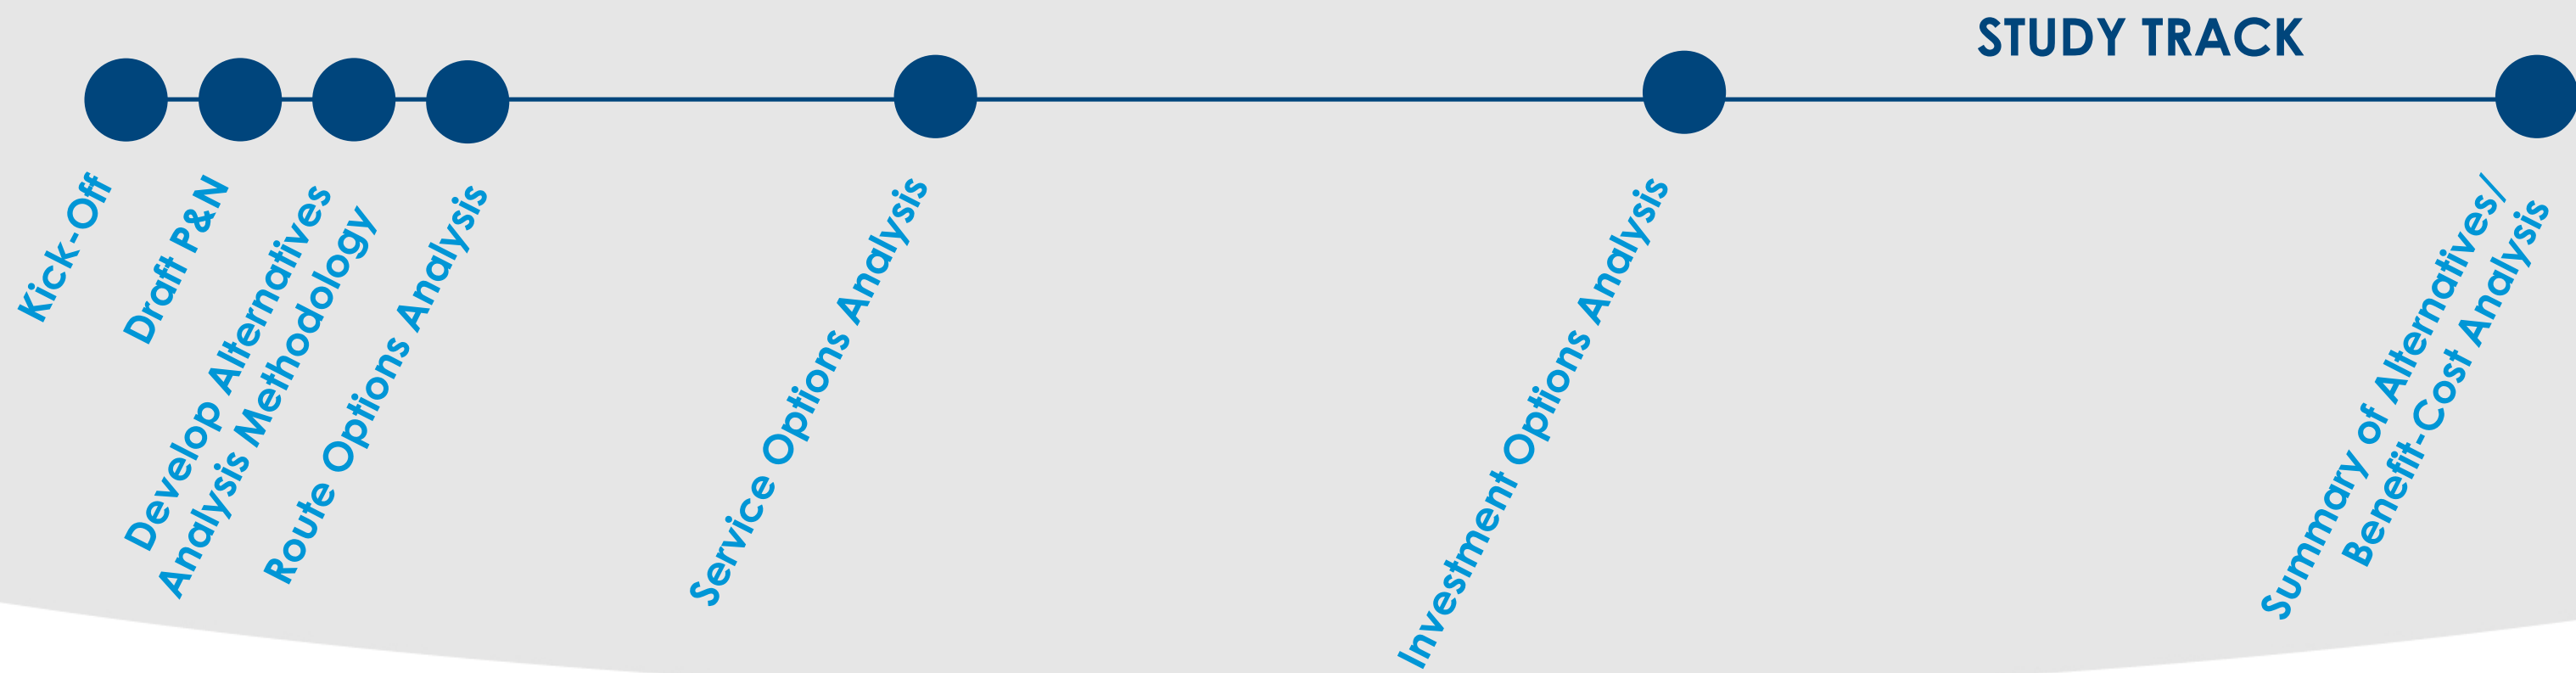 STUDY TRACK
Kick-Off
Draft P&N
Develop Alternatives
Analysis Methodology
Route Options Analysis
Service Options Analysis
Investment Options Analysis
Summary of Alternatives/
Benefit-Cost Analysis